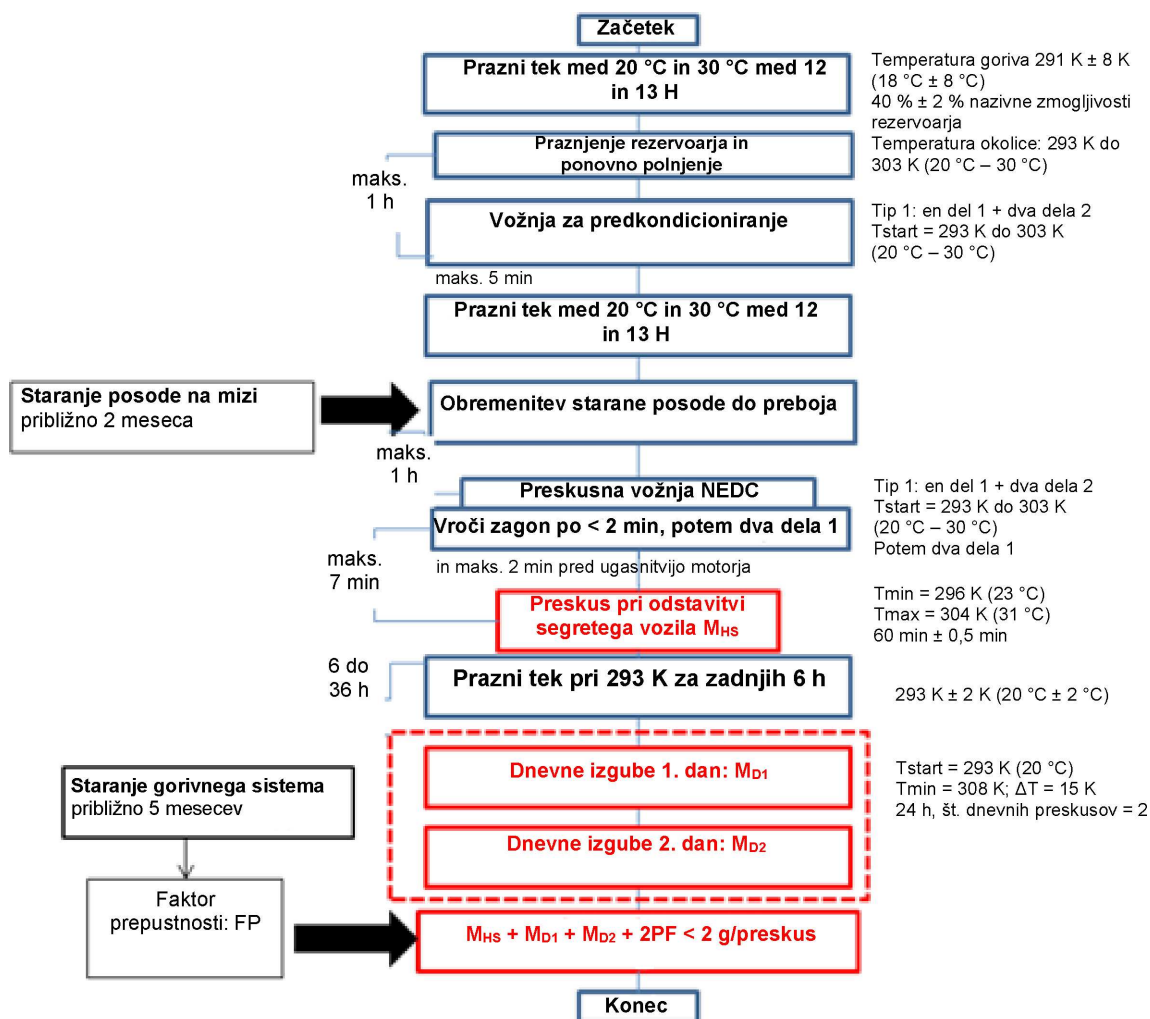 Začetek
Prazni tek med 20 °C in 30 °C med 12
in 13 H
Temperatura goriva 291 K ± 8 K
(18 °C ± 8 °C)
40 % ± 2 % nazivne zmogljivosti
rezervoarja
Temperatura okolice: 293 K do
303 K (20 °C – 30 °C)
Praznjenje rezervoarja in
ponovno polnjenje
maks.
1 h
Vožnja za predkondicioniranje
Tip 1: en del 1 + dva dela 2
Tstart = 293 K do 303 K
(20 °C – 30 °C)
maks. 5 min
Prazni tek med 20 °C in 30 °C med 12
in 13 H
Staranje posode na mizi
približno 2 meseca
Obremenitev starane posode do preboja
maks.
1 h
Preskusna vožnja NEDC
Tip 1: en del 1 + dva dela 2
Tstart = 293 K do 303 K
(20 °C – 30 °C)
Potem dva dela 1
Vroči zagon po < 2 min, potem dva dela 1
maks.
7 min
in maks. 2 min pred ugasnitvijo motorja
Preskus pri odstavitvi
segretega vozila MHS
Tmin = 296 K (23 °C)
Tmax = 304 K (31 °C)
60 min ± 0,5 min
6 do
36 h
Prazni tek pri 293 K za zadnjih 6 h
293 K ± 2 K (20 °C ± 2 °C)
Dnevne izgube 1. dan: MD1
Tstart = 293 K (20 °C)
Tmin = 308 K; ΔT = 15 K
24 h, št. dnevnih preskusov = 2
Staranje gorivnega sistema
približno 5 mesecev
Dnevne izgube 2. dan: MD2
Faktor
prepustnosti: FP
MHS + MD1 + MD2 + 2PF < 2 g/preskus
Konec